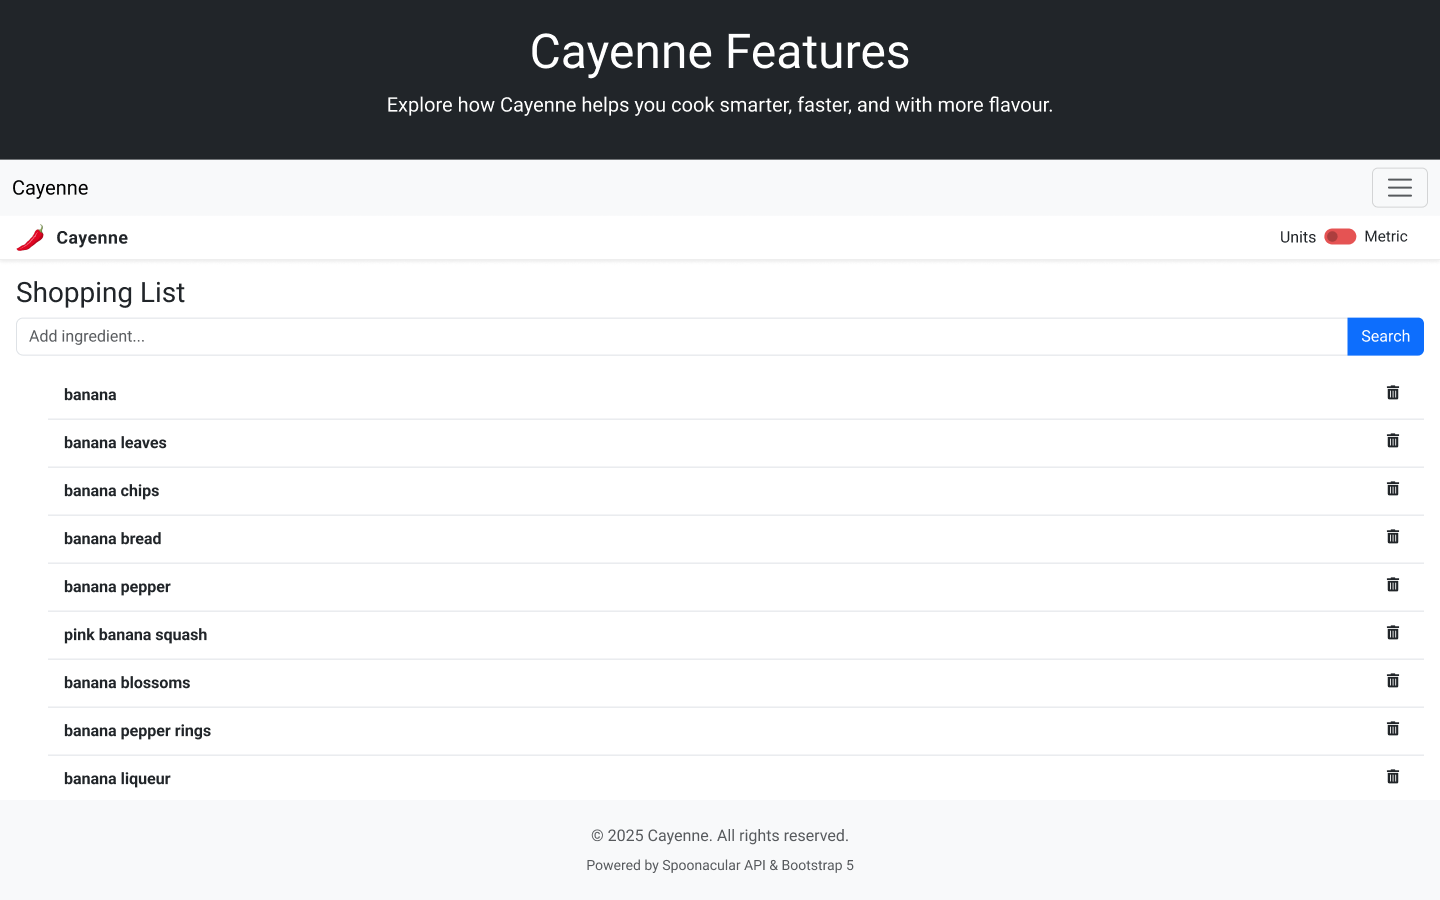 Cayenne Features
Explore how Cayenne helps you cook smarter, faster, and with more flavour.
Cayenne
Cayenne
Units Metric
Shopping List
Add ingredient...
Search
banana
banana leaves
banana chips
banana bread
banana pepper
pink banana squash
banana blossoms
banana pepper rings
banana liqueur
© 2025 Cayenne. All rights reserved.
Powered by Spoonacular API & Bootstrap 5